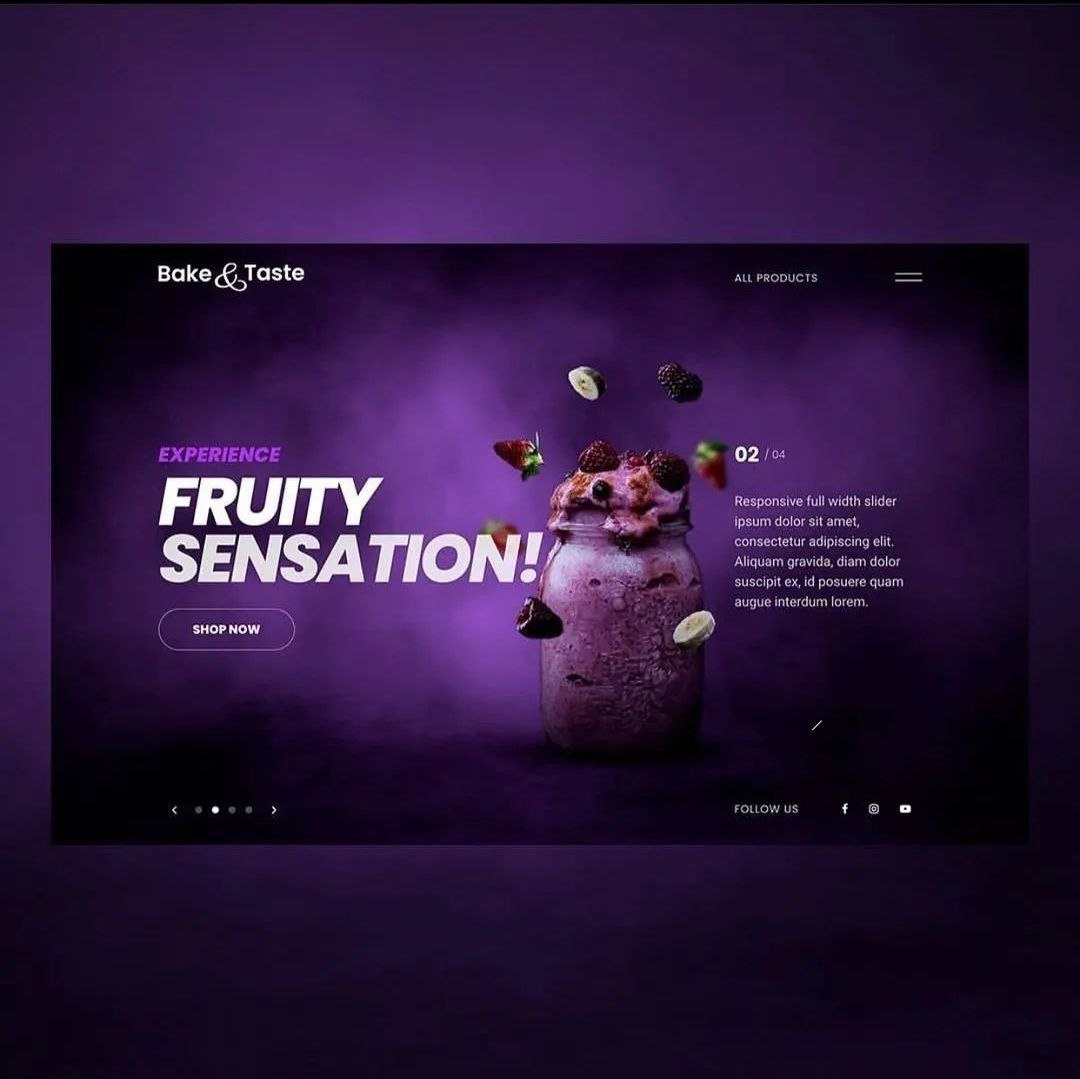 Bake & Taste
ALL PRODUCTS
EXPERIENCE
FRUITY
SENSATION!
SHOP NOW
02 / 04
Responsive full width slider
ipsum dolor sit amet,
consectetur adipiscing elit.
Aliquam gravida, diam dolor
suscipit ex, id posuere quam
augue interdum lorem.
FOLLOW US